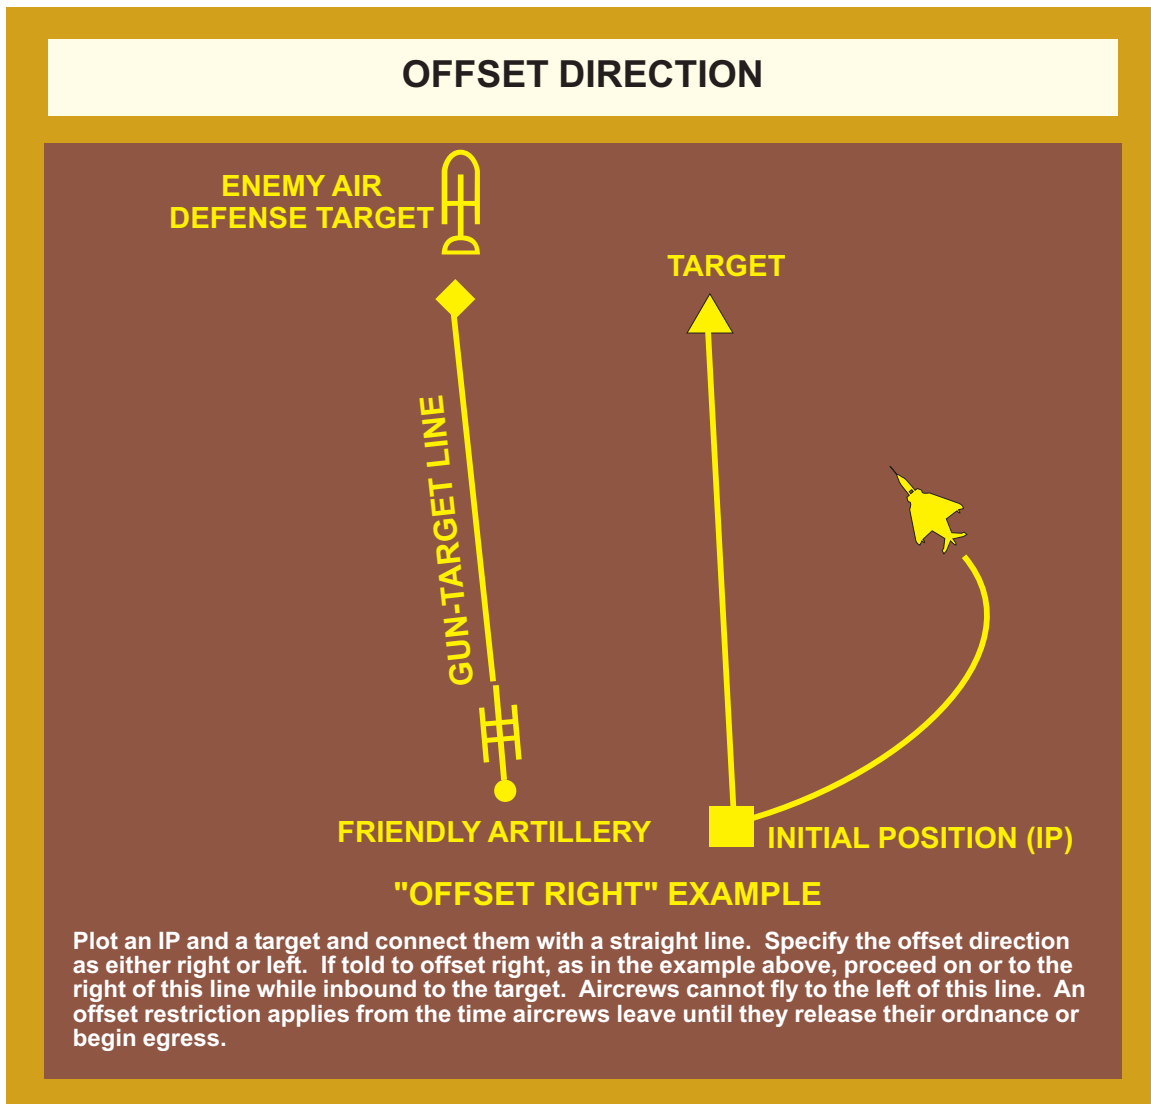 OFFSET DIRECTION
ENEMY AIR
DEFENSE TARGET
TARGET
GUN-TARGET LINE
FRIENDLY ARTILLERY
INITIAL POSITION (IP)
"OFFSET RIGHT" EXAMPLE
Plot an IP and a target and connect them with a straight line.  Specify the offset direction
as either right or left.  If told to offset right, as in the example above, proceed on or to the
right of this line while inbound to the target.  Aircrews cannot fly to the left of this line.  An
offset restriction applies from the time aircrews leave until they release their ordnance or
begin egress.